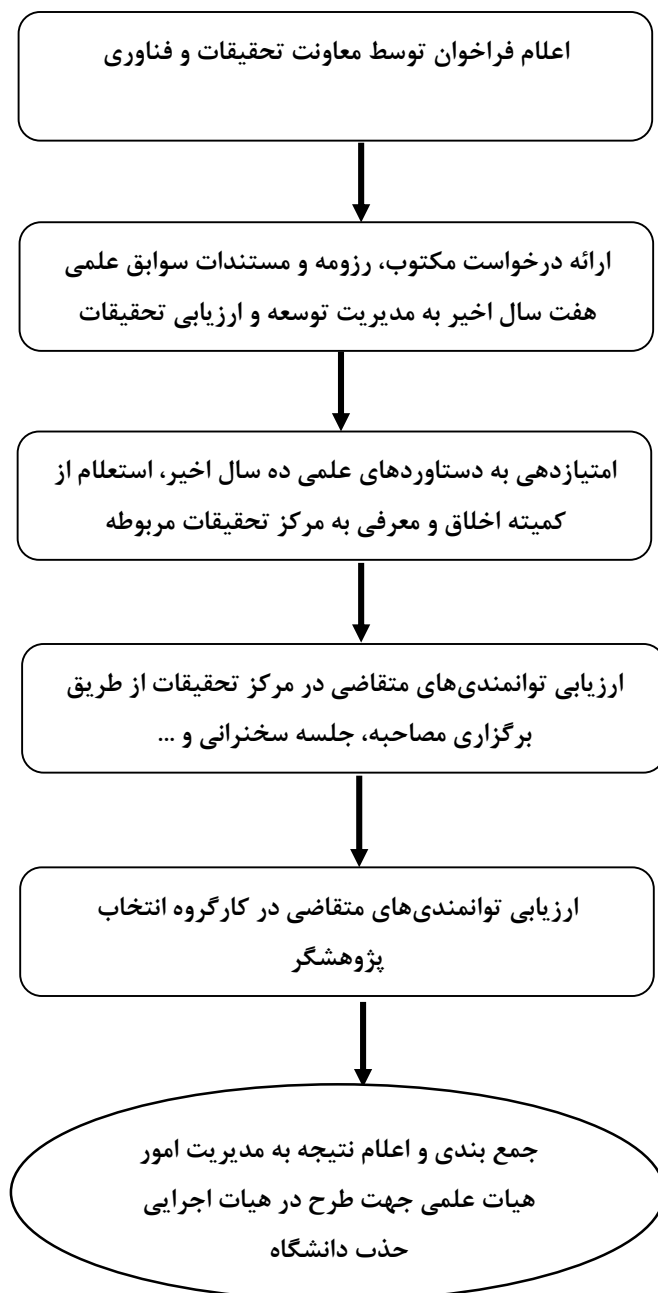 اعلام فراخوان توسط معاونت تحقیقات و فناوری
ارائه درخواست مکتوب، رزومه و مستندات سوابق علمی
هفت سال اخیر به مدیریت توسعه و ارزیابی تحقیقات
امتیازدهی به دستاوردهای علمی ده سال اخیر، استعلام از
کمیته اخلاق و معرفی به مرکز تحقیقات مربوطه
ارزیابی توانمندی‌های متقاضی در مرکز تحقیقات از طریق
برگزاری مصاحبه، جلسه سخنرانی و ...
ارزیابی توانمندی‌های متقاضی در کارگروه انتخاب
پژوهشگر
جمع بندی و اعلام نتیجه به مدیریت امور
هیات علمی جهت طرح در هیات اجرایی
حذب دانشگاه